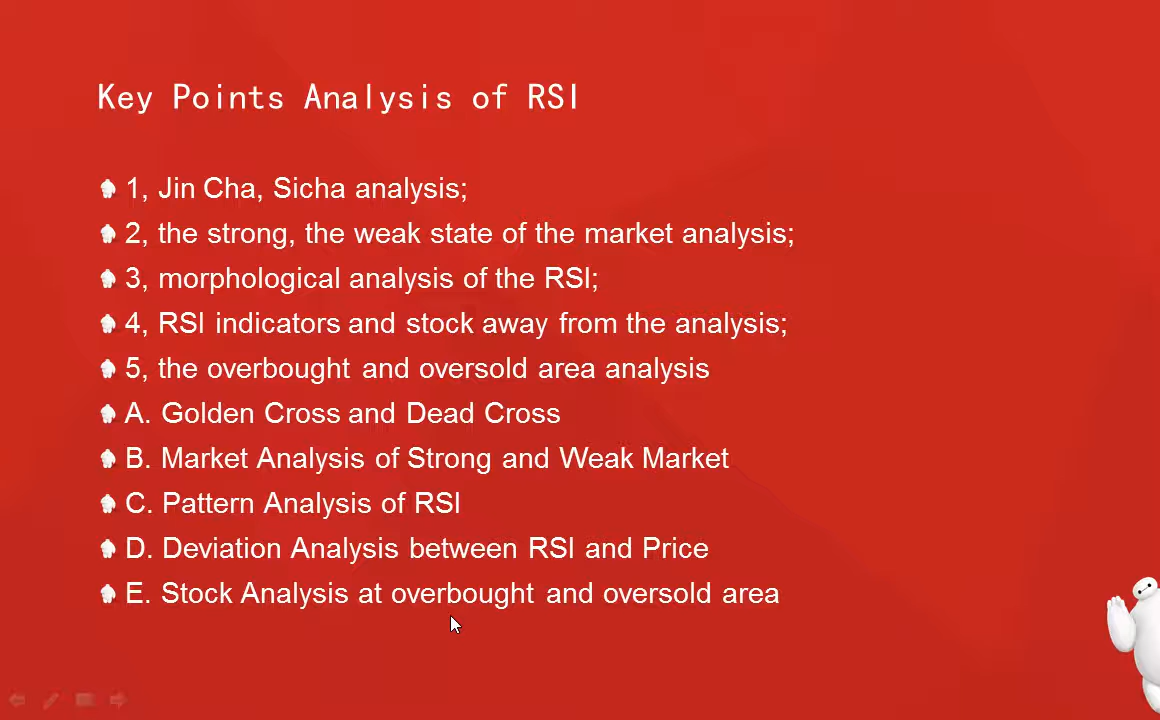 Key Points Analysis of RSI
1, Jin Cha, Sicha analysis;
2, the strong, the weak state of the market analysis;
3, morphological analysis of the RSI;
4, RSI indicators and stock away from the analysis;
5, the overbought and oversold area analysis
A. Golden Cross and Dead Cross
B. Market Analysis of Strong and Weak Market
C. Pattern Analysis of RSI
D. Deviation Analysis between RSI and Price
E. Stock Analysis at overbought and oversold area